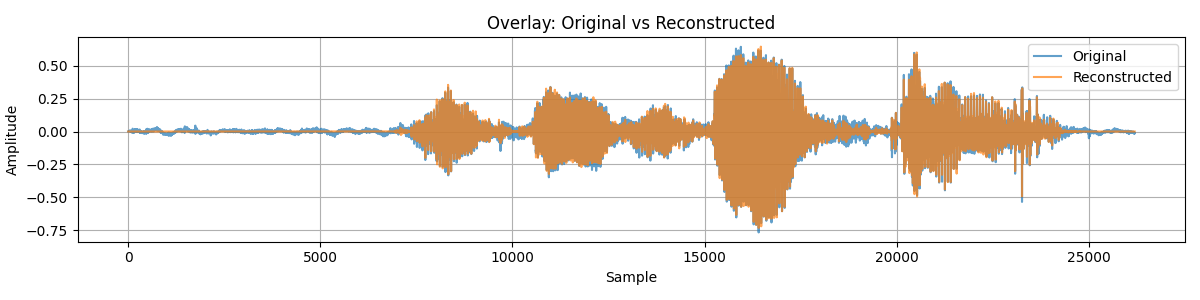 Overlay: Original vs Reconstructed
Original
Reconstructed
Amplitude
0.50
0.25
0.00
−0.25
−0.50
−0.75
0 5000 10000 15000 20000 25000
Sample